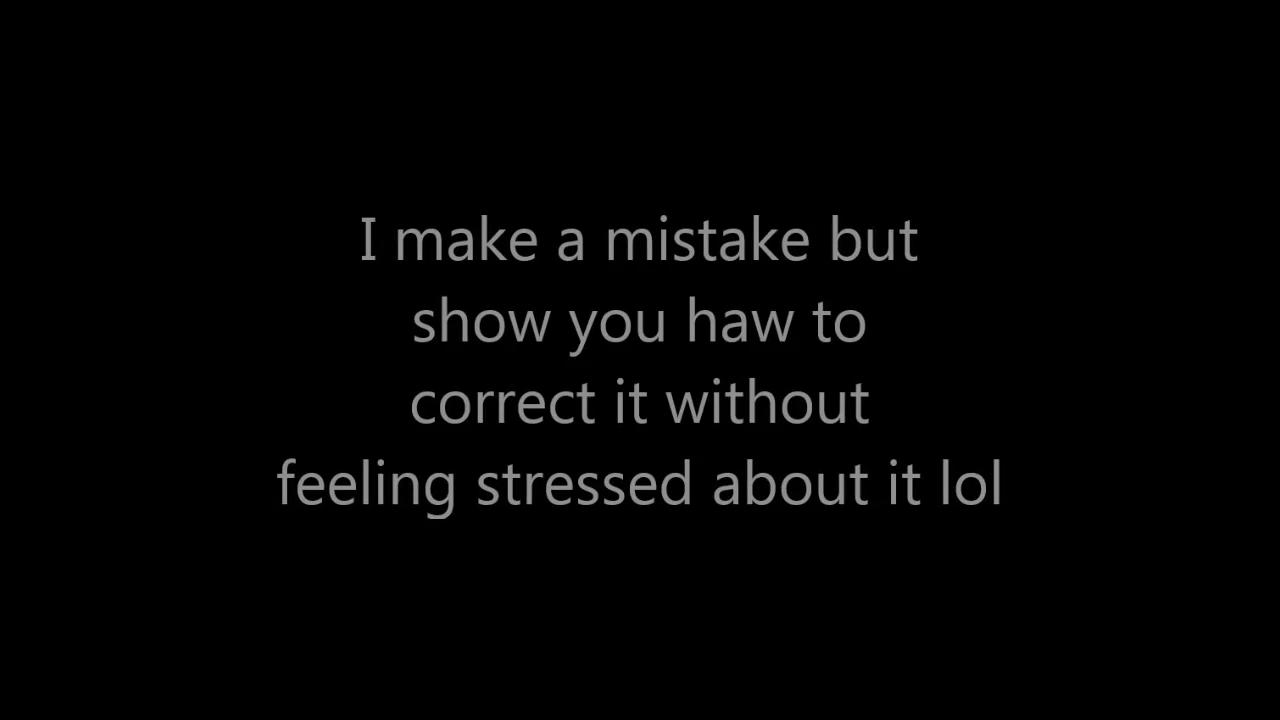 I make a mistake but
show you haw to
correct it without
feeling stressed about it lol